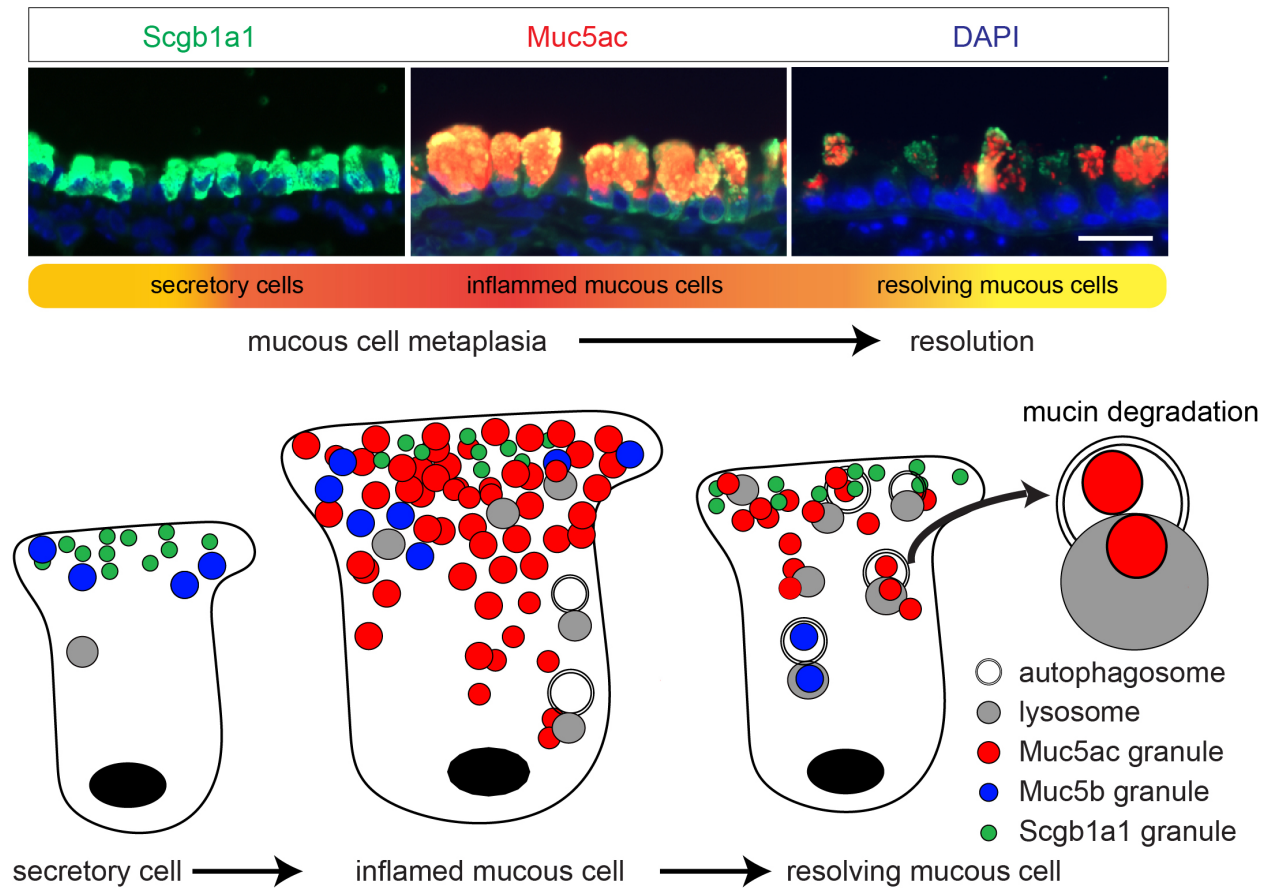 Scgb1a1
Muc5ac
DAPI
secretory cells
inflammed mucous cells
resolving mucous cells
mucous cell metaplasia
resolution
mucin degradation
autophagosome
lysosome
Muc5ac granule
Muc5b granule
Scgb1a1 granule
secretory cell
inflamed mucous cell
resolving mucous cell